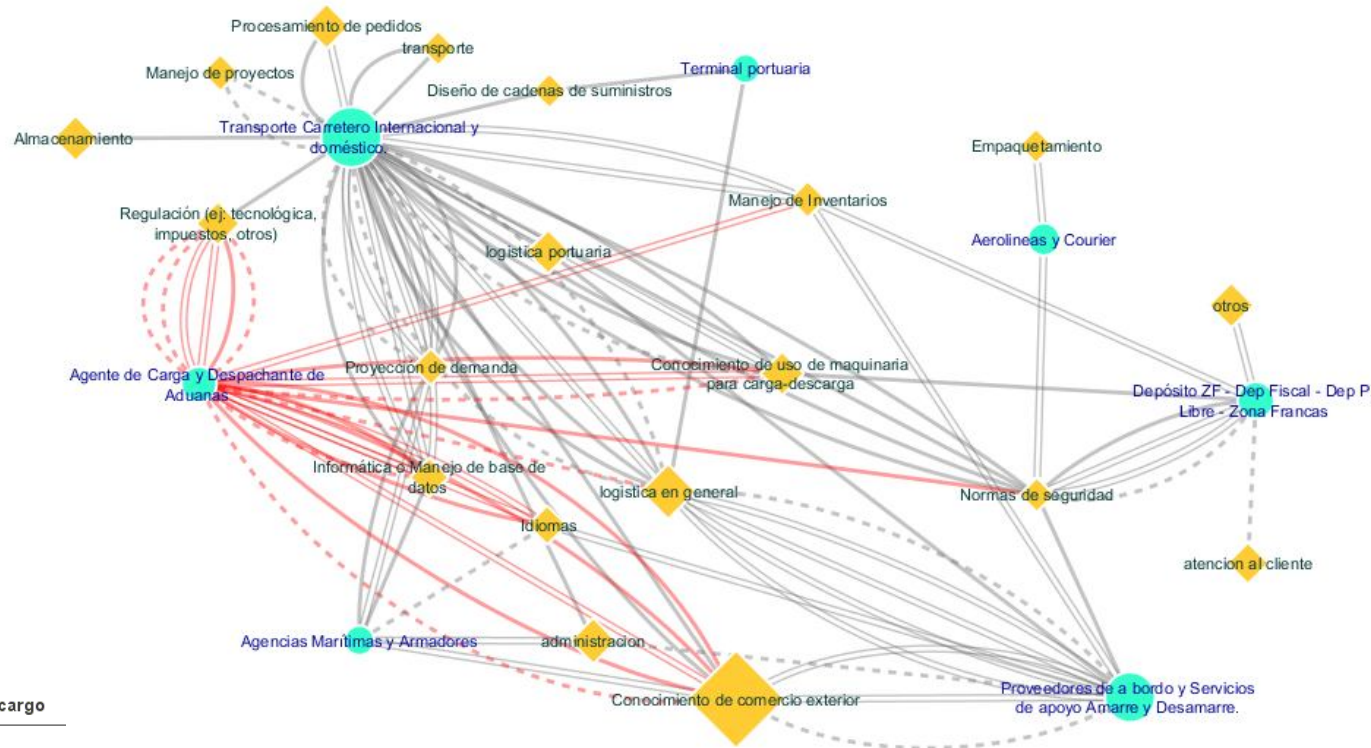 Procesamiento de pedidos
transporte
Manejo de proyectos
Terminal portuaria
Diseño de cadenas de suministros
Almacenamiento
Transporte Carretero Internacional y
doméstico.
Empaquetamiento
Manejo de Inventarios
Regulación (ej: tecnológica,
impuestos, otros)
Aerolineas y Courier
logistica portuaria
otros
Proyección de demanda
Conocimiento de uso de maquinaria
para carga-descarga
Agente de Carga y Despachante de
Aduanas
Depósito ZF - Dep Fiscal - Dep P
Libre - Zona Francas
Informática o Manejo de base de
datos
logistica en general
Normas de seguridad
Idiomas
atencion al cliente
Agencias Marítimas y Armadores
administracion
Conocimiento de comercio exterior
Proveedores de a bordo y Servicios
de apoyo Amarre y Desamarre.
cargo